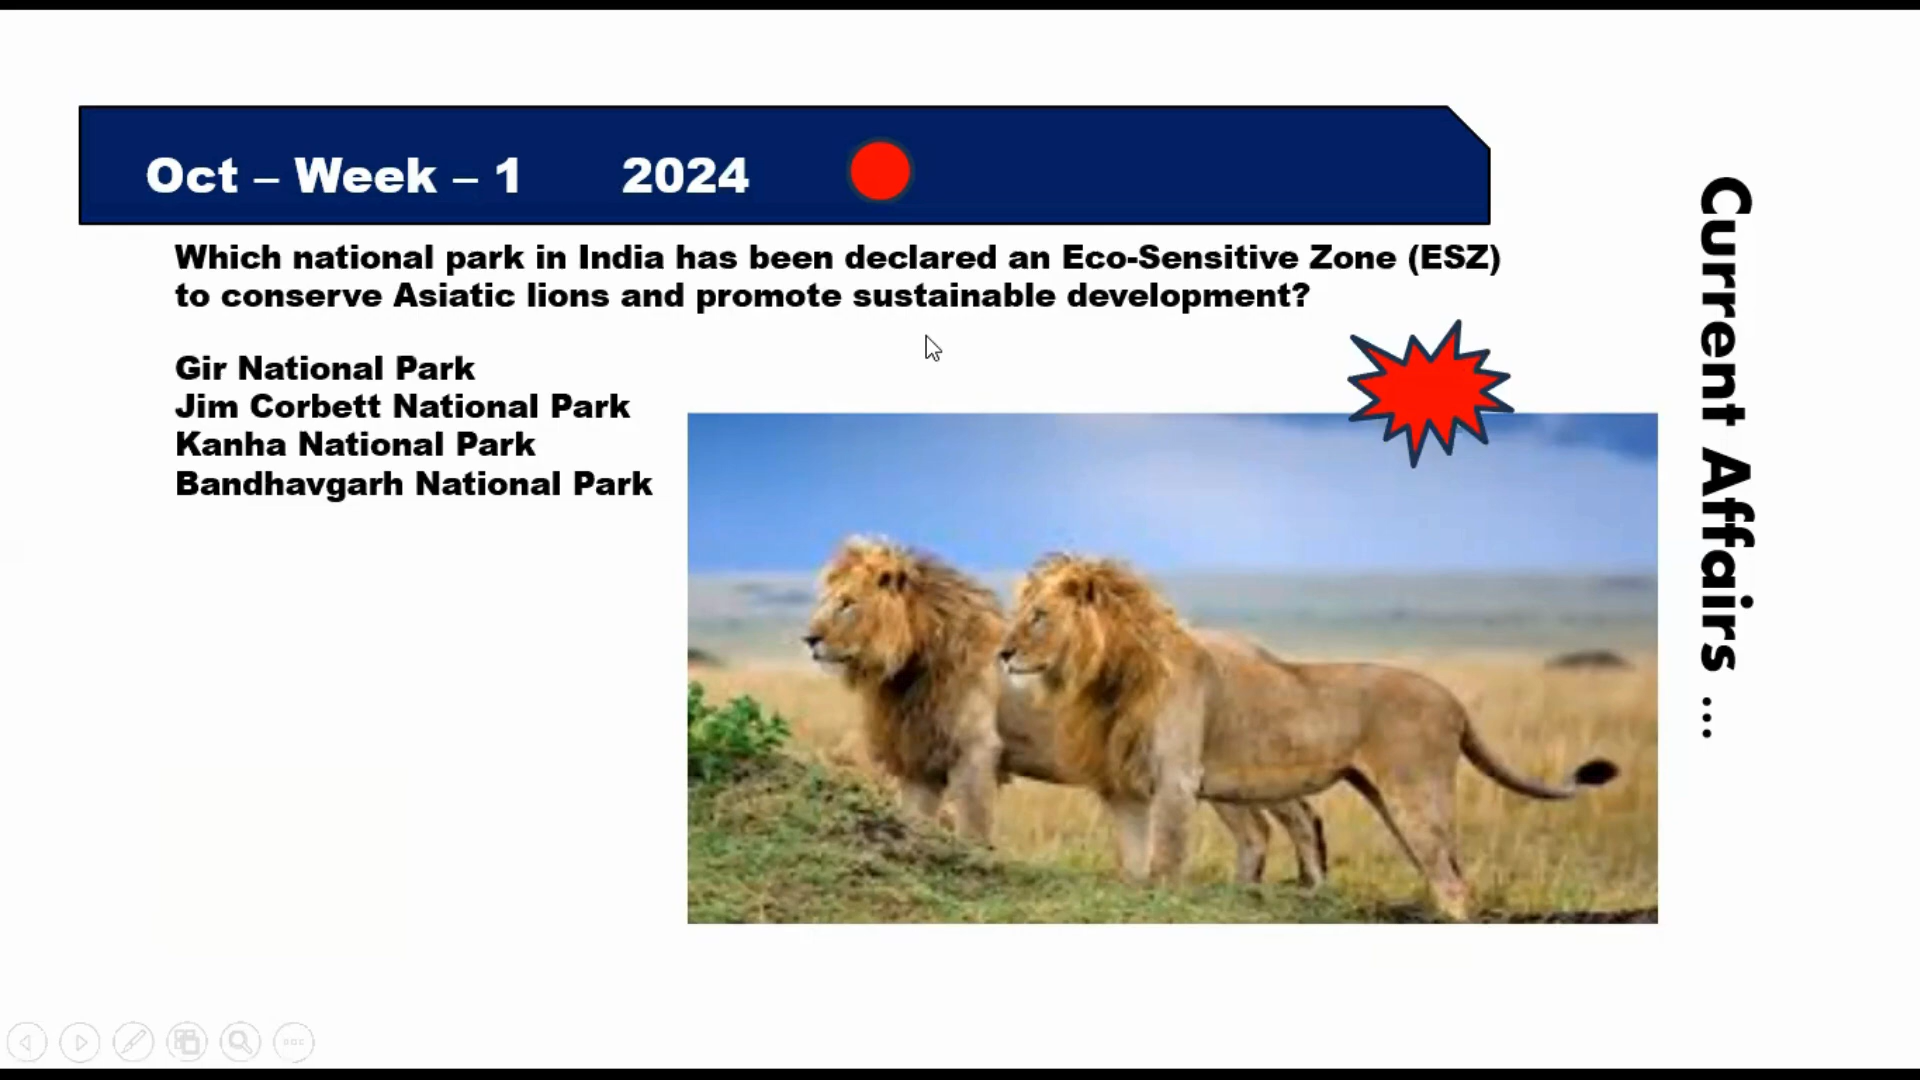 Oct – Week – 1 2024
Which national park in India has been declared an Eco-Sensitive Zone (ESZ)
to conserve Asiatic lions and promote sustainable development?
Gir National Park
Jim Corbett National Park
Kanha National Park
Bandhavgarh National Park
Current Affairs ...